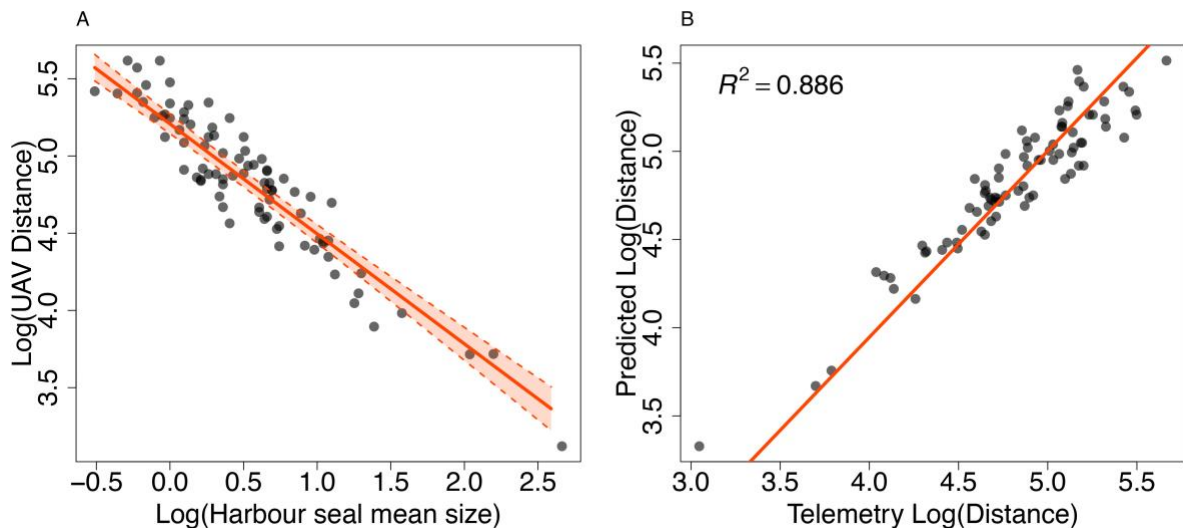 A
Log(UAV Distance)
5.5
5.0
4.5
4.0
3.5
−0.5 0.0 0.5 1.0 1.5 2.0 2.5
Log(Harbour seal mean size)
B
R² = 0.886
Predicted Log(Distance)
5.5
5.0
4.5
4.0
3.5
3.0 3.5 4.0 4.5 5.0 5.5
Telemetry Log(Distance)